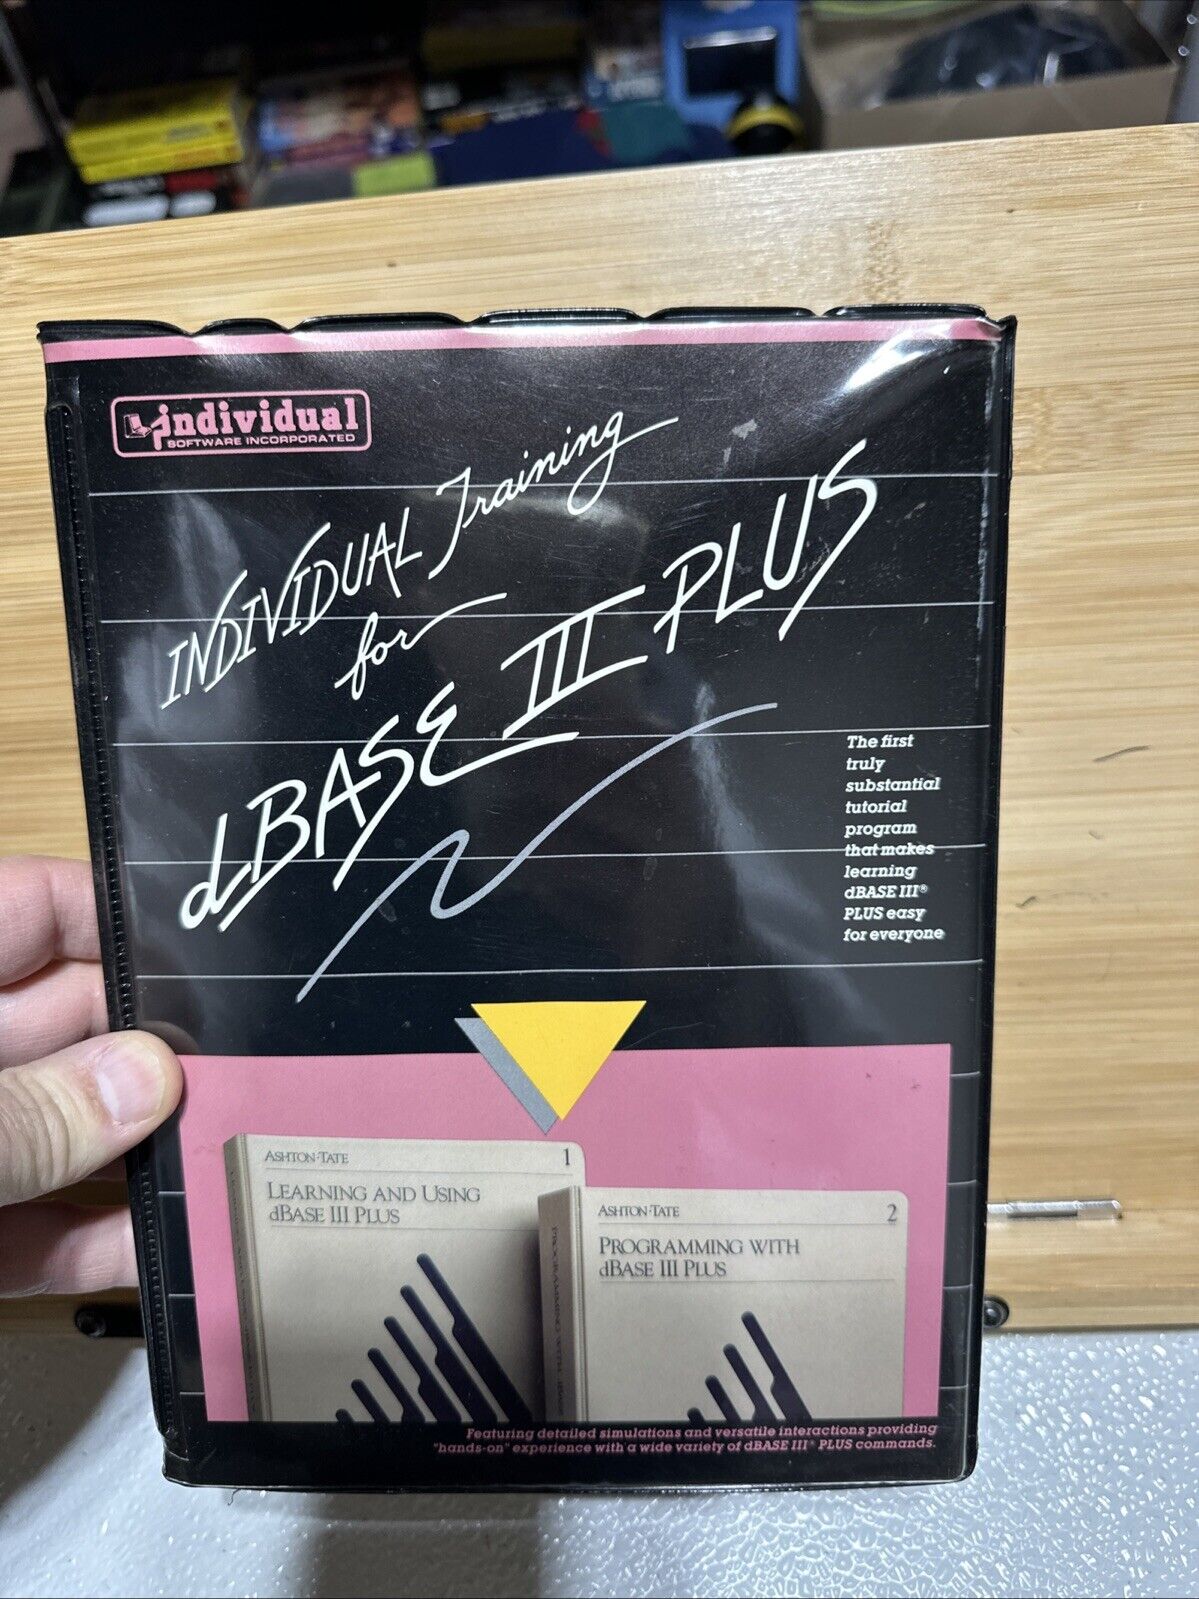 individual
SOFTWARE INCORPORATED
INDIVIDUAL Training
for
dBASE III PLUS
The first
truly
substantial
tutorial
program
that makes
learning
dBASE III®
PLUS easy
for everyone
ASHTON·TATE 1
LEARNING AND USING
dBASE III PLUS
ASHTON·TATE 2
PROGRAMMING WITH
dBASE III PLUS
PROGRAMMING WITH dBASE
Featuring detailed simulations and versatile interactions providing
"hands-on" experience with a wide variety of dBASE III® PLUS commands.